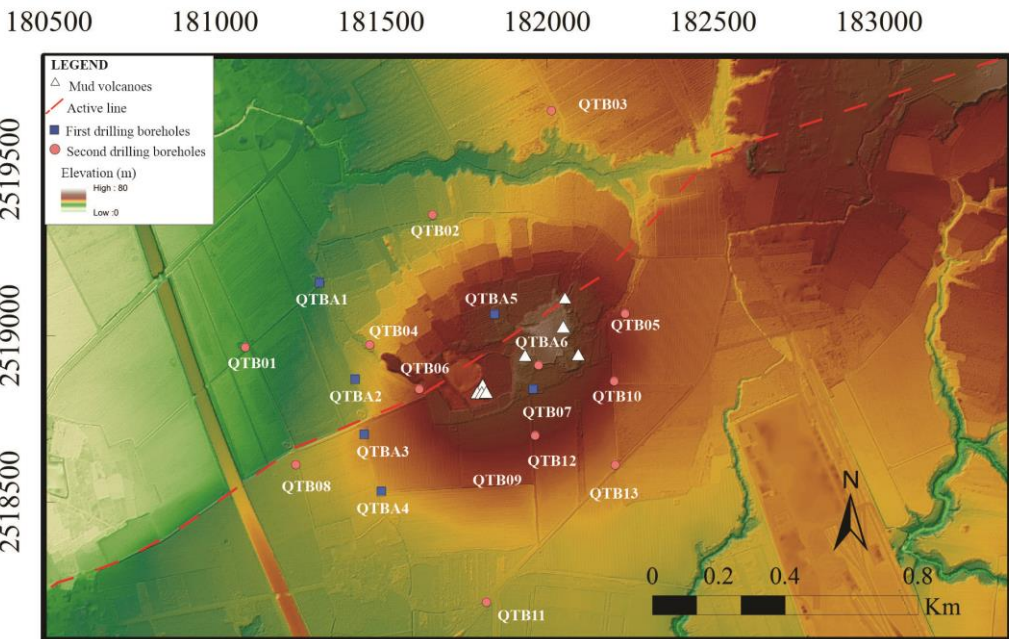 180500 181000 181500 182000 182500 183000
LEGEND
Mud volcanoes
Active line
First drilling boreholes
Second drilling boreholes
Elevation (m)
High : 80
Low :0
2519500
2519000
2518500
QTB03
QTB02
QTBA1
QTBA5
QTB05
QTB04
QTB01
QTBA6
QTB06
QTBA2
QTB10
QTB07
QTBA3
QTB12
QTB08
QTB09
QTB13
QTBA4
N
0 0.2 0.4 0.8
Km
QTB11